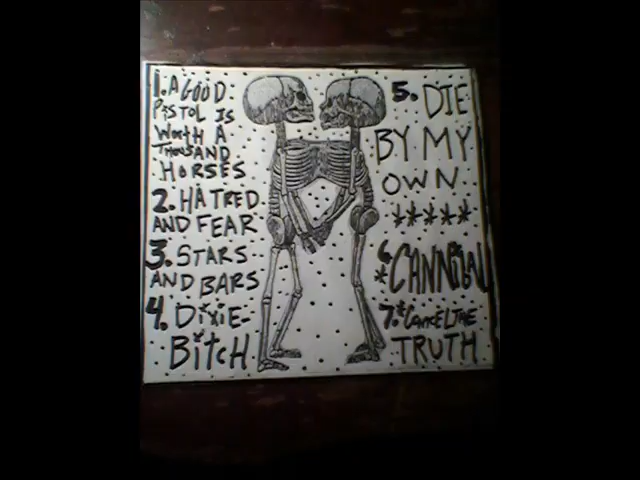 1. A GOOD
PISTOL IS
WORTH A
THOUSAND
HORSES
2. HATRED
AND FEAR
3. STARS
AND BARS
4. DIXIE-
BITCH
5. DIE
BY MY
OWN
*****
6.
*CANNIBAL
7.*CANCEL THE
TRUTH